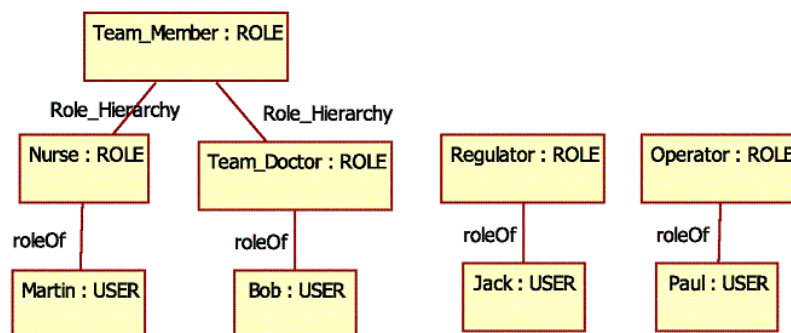 Team_Member : ROLE
Role_Hierarchy
Role_Hierarchy
Nurse : ROLE
Team_Doctor : ROLE
Regulator : ROLE
Operator : ROLE
roleOf
roleOf
roleOf
roleOf
Martin : USER
Bob : USER
Jack : USER
Paul : USER